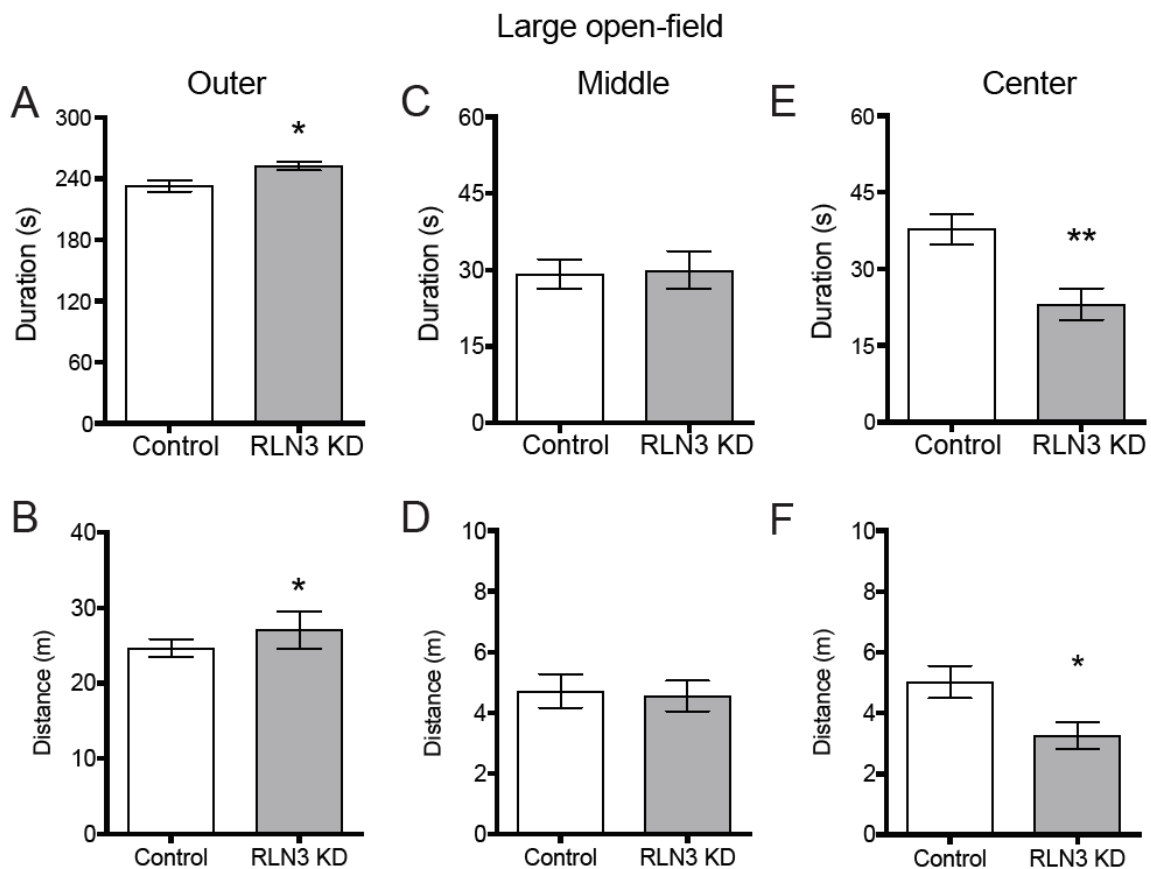 Large open-field
Outer
Middle
Center
A
Duration (s)
300
240
180
120
60
0
*
Control
RLN3 KD
C
Duration (s)
60
45
30
15
0
Control
RLN3 KD
E
Duration (s)
60
45
30
15
0
**
Control
RLN3 KD
B
Distance (m)
40
30
20
10
0
*
Control
RLN3 KD
D
Distance (m)
10
8
6
4
2
0
Control
RLN3 KD
F
Distance (m)
10
8
6
4
2
0
*
Control
RLN3 KD